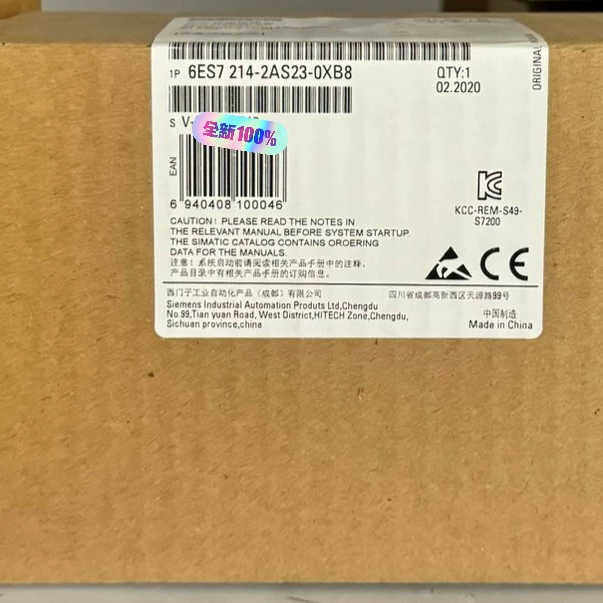 1P 6ES7 214-2AS23-0XB8
QTY:1
02.2020
ORIGINAL
S V-
全新100%
EAN
6 940408 100046
KCC-REM-S49-
S7200
CAUTION: PLEASE READ THE NOTES IN
THE RELEVANT MANUAL BEFORE SYSTEM STARTUP.
THE SIMATIC CATALOG CONTAINS ORDERING
DATA FOR THE MANUALS.
注意: 系统启动前请阅读相关产品手册中的注释。
产品目录中有相关产品手册的订购信息。
CE
西门子工业自动化产品（成都）有限公司
四川省成都高新西区天源路99号
Siemens Industrial Automation Produts Ltd,Chengdu
No.99,Tian yuan Road, West District,HITECH Zone,Chengdu,
Sichuan province,china
中国制造
Made in China